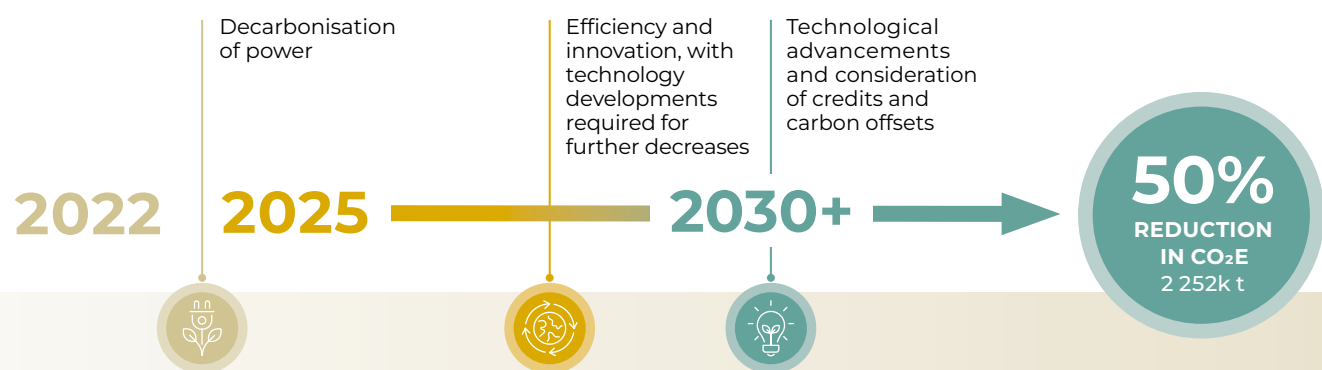 Decarbonisation
of power
Efficiency and
innovation, with
technology
developments
required for
further decreases
Technological
advancements
and consideration
of credits and
carbon offsets
2022
2025
2030+
50%
REDUCTION
IN CO₂E
2 252k t